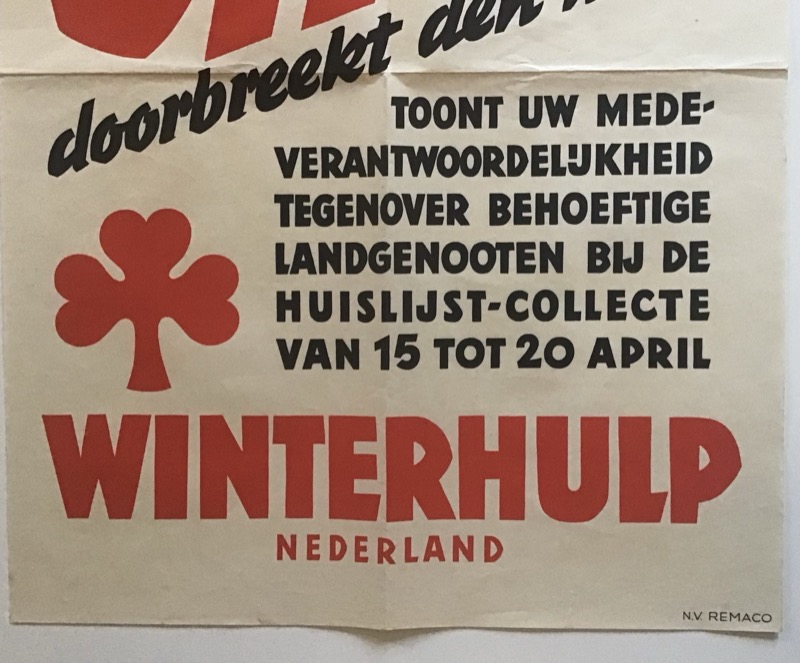 doorbreekt den
TOONT UW MEDE-
VERANTWOORDELIJKHEID
TEGENOVER BEHOEFTIGE
LANDGENOOTEN BIJ DE
HUISLIJST-COLLECTE
VAN 15 TOT 20 APRIL
WINTERHULP
NEDERLAND
N.V. REMACO